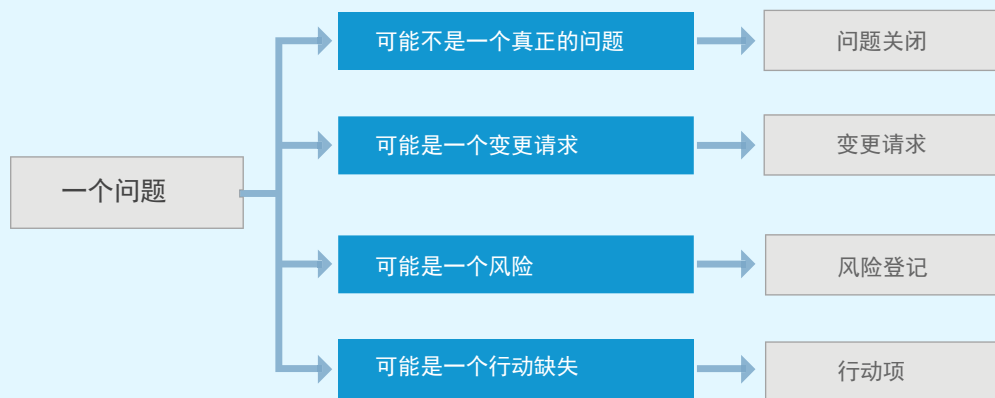 可能不是一个真正的问题
问题关闭
可能是一个变更请求
变更请求
一个问题
可能是一个风险
风险登记
可能是一个行动缺失
行动项